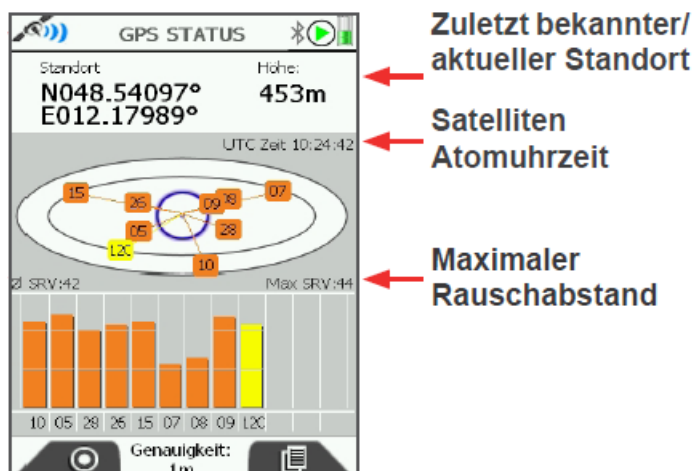 GPS STATUS
Zuletzt bekannter/
aktueller Standort
Standort
Höhe:
N048.54097°
453m
E012.17989°
Satelliten
Atomuhrzeit
UTC Zeit 10:24:42
15
26
09
08
07
05
28
120
10
Ø SRV:42
Max SRV:44
Maximaler
Rauschabstand
10 05 28 26 15 07 08 09 120
Genauigkeit:
1m